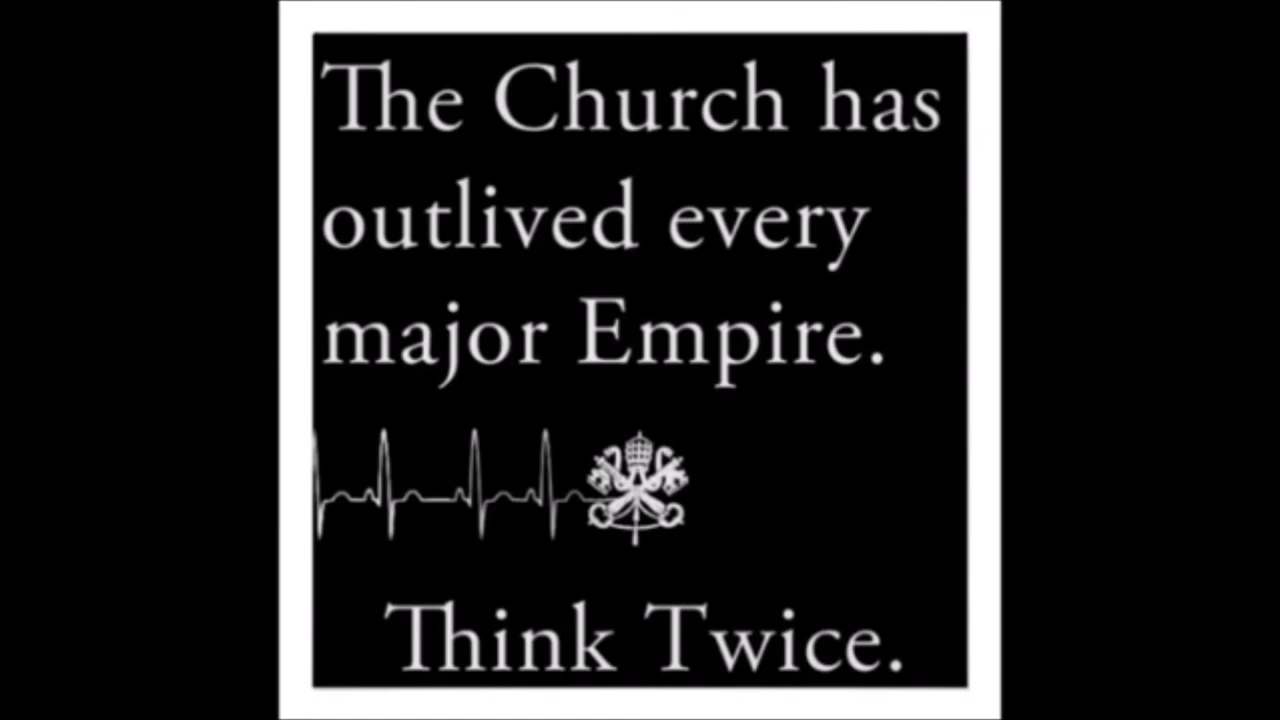 The Church has
outlived every
major Empire.
Think Twice.